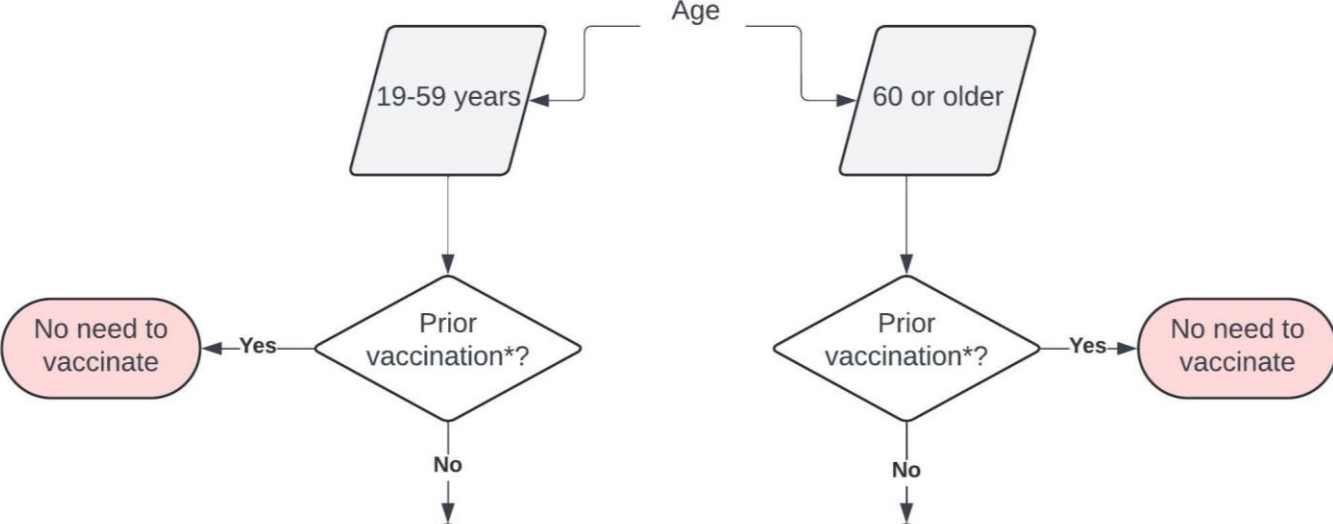 Age
19-59 years
60 or older
Prior
vaccination*?
Prior
vaccination*?
No need to
vaccinate
Yes
Yes
No need to
vaccinate
No
No